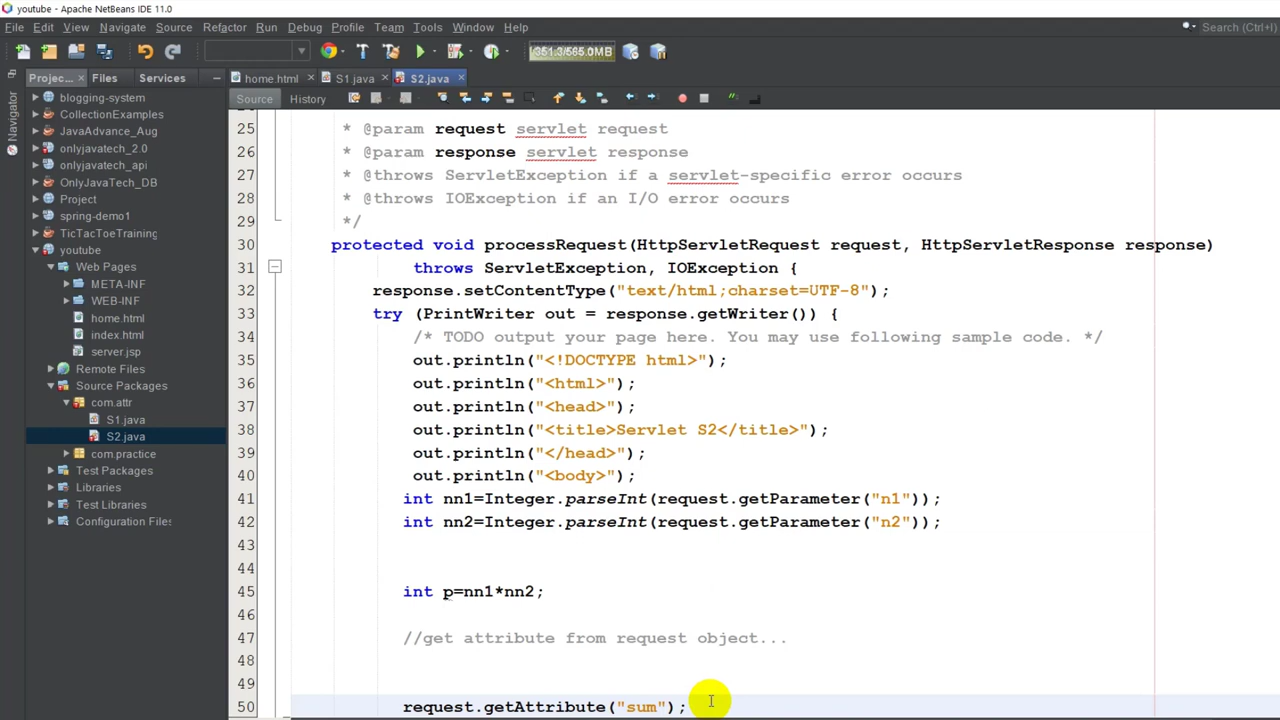 youtube - Apache NetBeans IDE 11.0
File Edit View Navigate Source Refactor Run Debug Profile Team Tools Window Help
Search (Ctrl+I)
351.3/565.0MB
Projec... Files Services
home.html S1.java S2.java
Source History
Navigator
blogging-system
CollectionExamples
JavaAdvance_Aug
onlyjavatech_2.0
onlyjavatech_api
OnlyJavaTech_DB
Project
spring-demo1
TicTacToeTraining
youtube
Web Pages
META-INF
WEB-INF
home.html
index.html
server.jsp
Remote Files
Source Packages
com.attr
S1.java
S2.java
com.practice
Test Packages
Libraries
Test Libraries
Configuration Files
25 * @param request servlet request
26 * @param response servlet response
27 * @throws ServletException if a servlet-specific error occurs
28 * @throws IOException if an I/O error occurs
29 */
30 protected void processRequest(HttpServletRequest request, HttpServletResponse response)
31 throws ServletException, IOException {
32 response.setContentType("text/html;charset=UTF-8");
33 try (PrintWriter out = response.getWriter()) {
34 /* TODO output your page here. You may use following sample code. */
35 out.println("<!DOCTYPE html>");
36 out.println("<html>");
37 out.println("<head>");
38 out.println("<title>Servlet S2</title>");
39 out.println("</head>");
40 out.println("<body>");
41 int nn1=Integer.parseInt(request.getParameter("n1"));
42 int nn2=Integer.parseInt(request.getParameter("n2"));
43
44
45 int p=nn1*nn2;
46
47 //get attribute from request object...
48
49
50 request.getAttribute("sum");